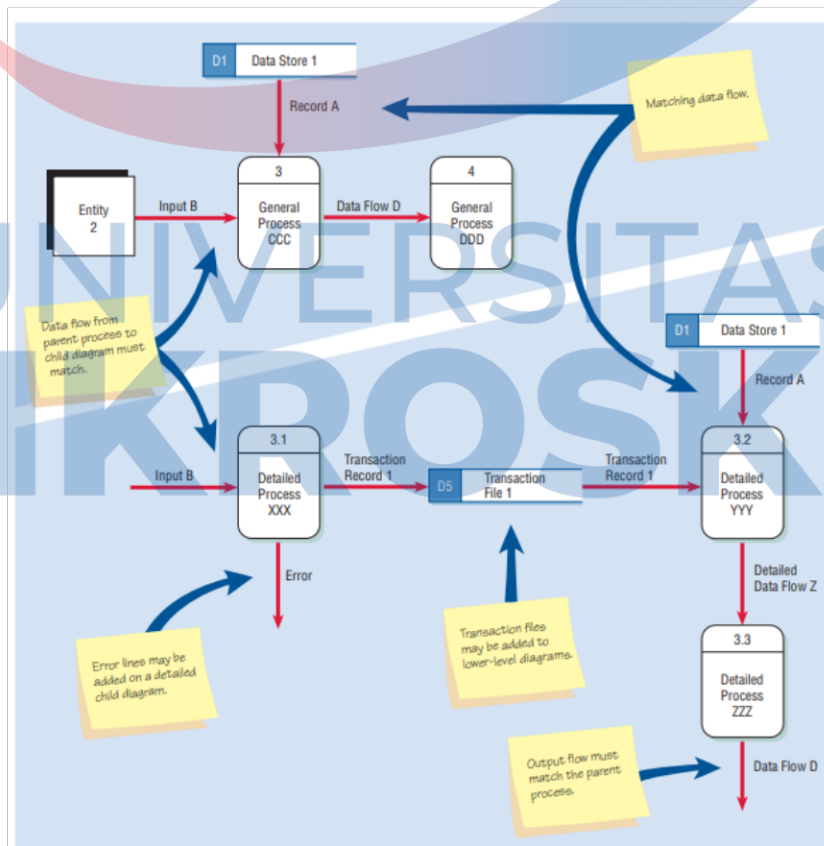 D1 Data Store 1
Record A
Matching data flow.
3
General
Process
CCC
4
General
Process
DDD
Entity
2
Input B
Data Flow D
UNIVERSITAS
MIKROSKIL
Data flow from
parent process to
child diagram must
match.
D1 Data Store 1
Record A
3.1
Detailed
Process
XXX
Input B
Transaction
Record 1
D5 Transaction
File 1
Transaction
Record 1
3.2
Detailed
Process
YYY
Error
Detailed
Data Flow Z
Error lines may be
added on a detailed
child diagram.
Transaction files
may be added to
lower-level diagrams.
3.3
Detailed
Process
ZZZ
Output flow must
match the parent
process.
Data Flow D